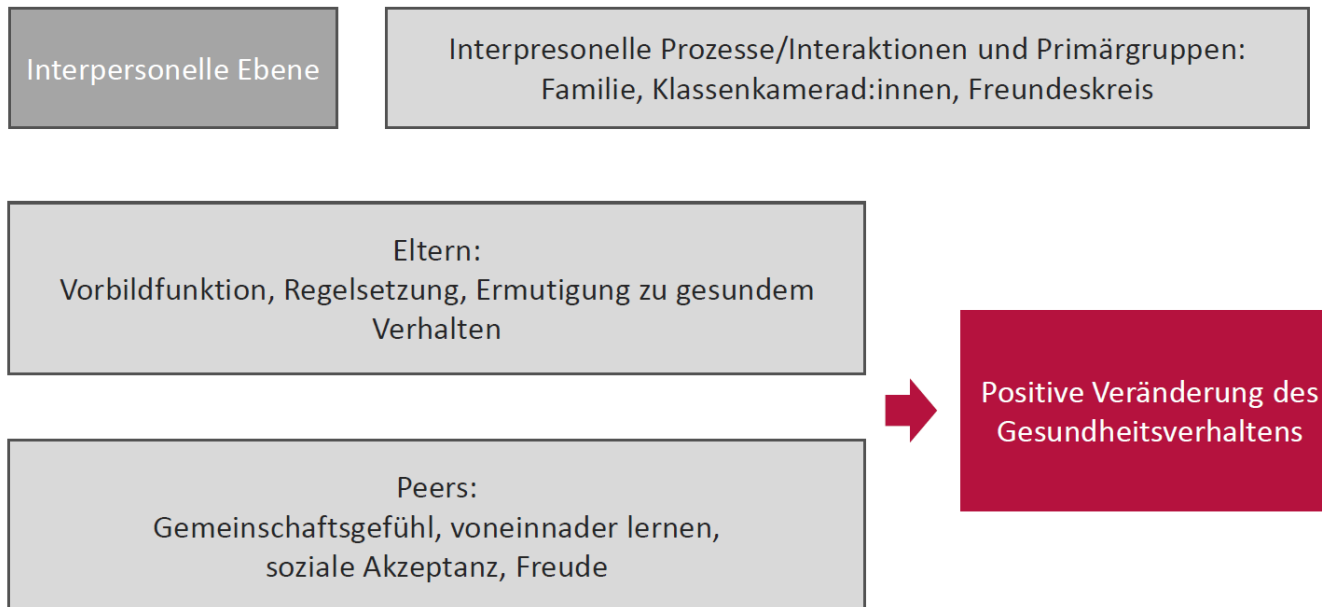 Interpersonelle Ebene
Interpresonelle Prozesse/Interaktionen und Primärgruppen:
Familie, Klassenkamerad:innen, Freundeskreis
Eltern:
Vorbildfunktion, Regelsetzung, Ermutigung zu gesundem
Verhalten
Positive Veränderung des
Gesundheitsverhaltens
Peers:
Gemeinschaftsgefühl, voneinnader lernen,
soziale Akzeptanz, Freude